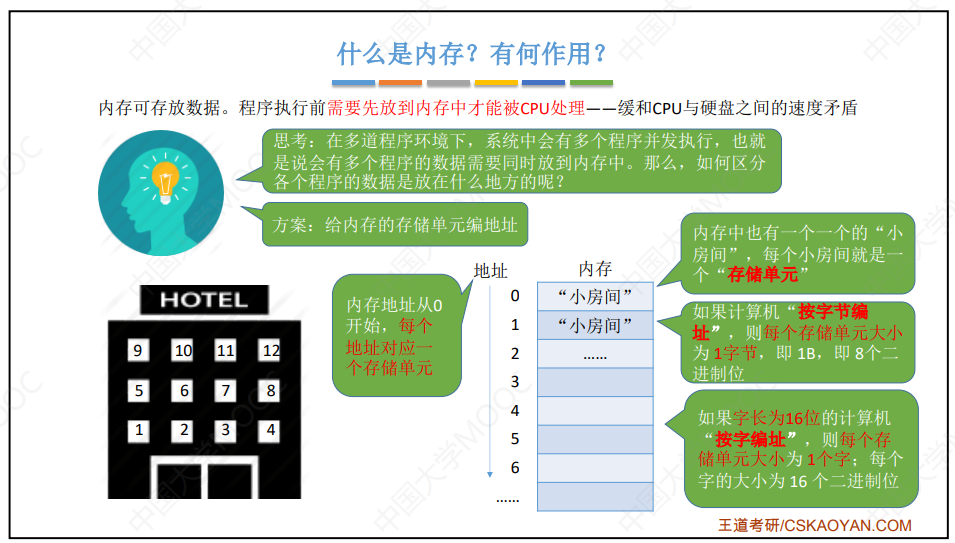 什么是内存？有何作用？
内存可存放数据。程序执行前需要先放到内存中才能被CPU处理——缓和CPU与硬盘之间的速度矛盾
思考：在多道程序环境下，系统中会有多个程序并发执行，也就
是说会有多个程序的数据需要同时放到内存中。那么，如何区分
各个程序的数据是放在什么地方的呢？
方案：给内存的存储单元编地址
内存中也有一个一个的“小
房间”，每个小房间就是一
个“存储单元”
地址
内存
内存地址从0
开始，每个
地址对应一
个存储单元
0
“小房间”
1
“小房间”
2
……
3
4
5
6
……
如果计算机“按字节编
址”，则每个存储单元大小
为 1字节，即 1B，即 8个二
进制位
如果字长为16位的计算机
“按字编址”，则每个存
储单元大小为 1个字；每个
字的大小为 16 个二进制位
HOTEL
9 10 11 12
5 6 7 8
1 2 3 4
王道考研/CSKAOYAN.COM
中国大学MOOC